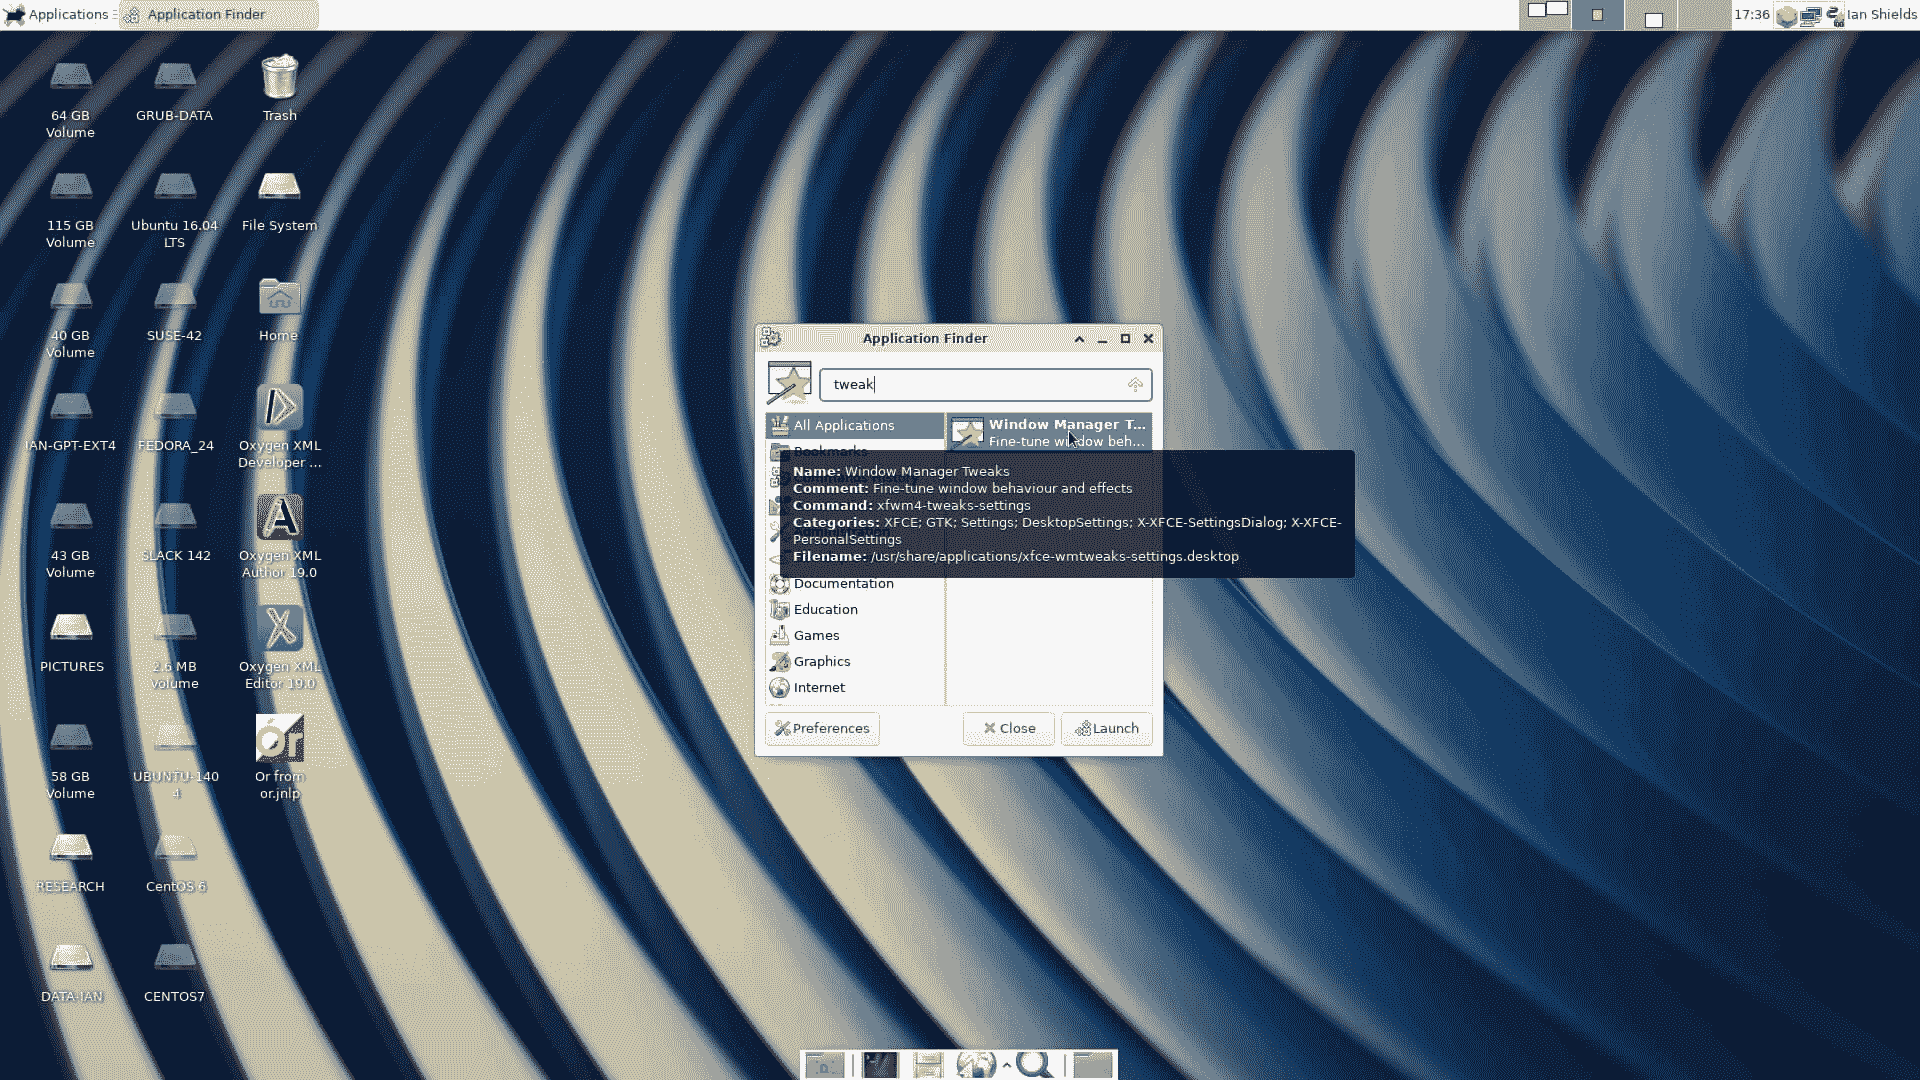 Applications
Application Finder
17:36
Ian Shields
64 GB
Volume
GRUB-DATA
Trash
115 GB
Volume
Ubuntu 16.04
LTS
File System
40 GB
Volume
SUSE-42
Home
IAN-GPT-EXT4
FEDORA_24
Oxygen XML
Developer ...
43 GB
Volume
SLACK 142
Oxygen XML
Author 19.0
PICTURES
2.6 MB
Volume
Oxygen XML
Editor 19.0
58 GB
Volume
UBUNTU-140
4
Or from
or.jnlp
RESEARCH
CentOS 6
DATA-IAN
CENTOS7
Application Finder
tweak
All Applications
Bookmarks
Window Manager T...
Fine-tune window beh...
Name: Window Manager Tweaks
Comment: Fine-tune window behaviour and effects
Command: xfwm4-tweaks-settings
Categories: XFCE; GTK; Settings; DesktopSettings; X-XFCE-SettingsDialog; X-XFCE-
PersonalSettings
Filename: /usr/share/applications/xfce-wmtweaks-settings.desktop
Documentation
Education
Games
Graphics
Internet
Preferences
Close
Launch